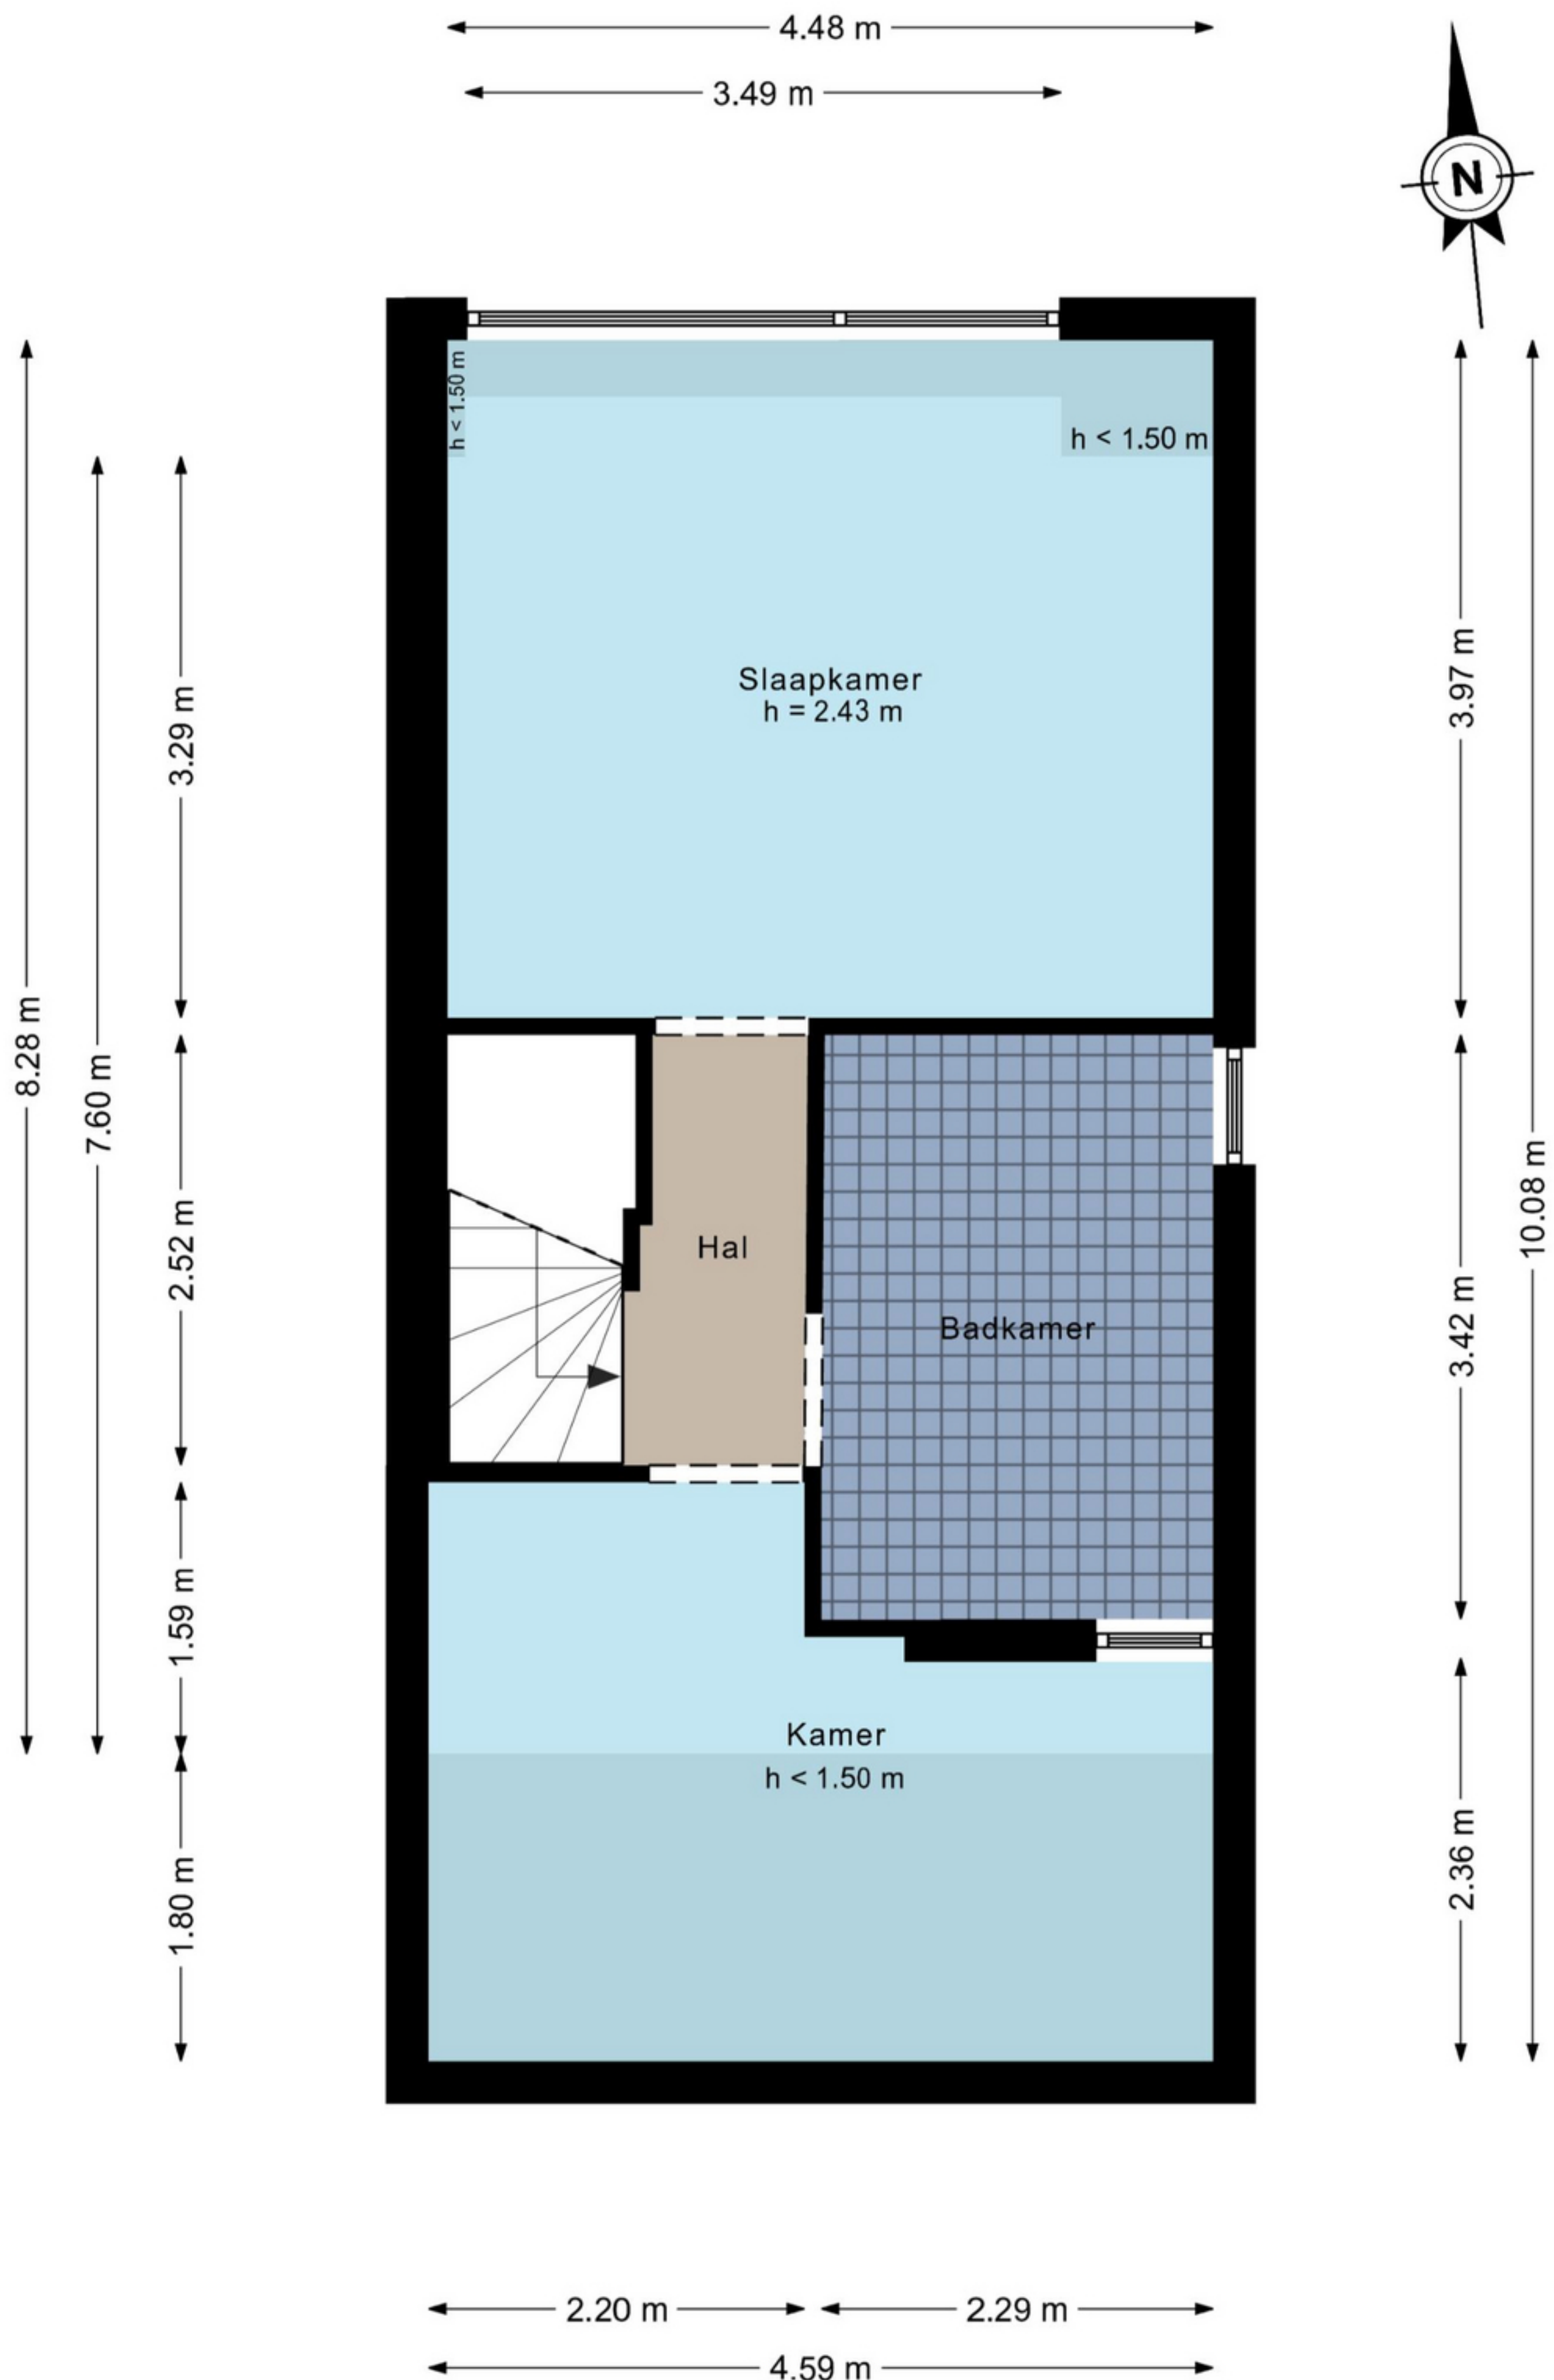 4.48 m
3.49 m
N
h < 1.50 m
h < 1.50 m
Slaapkamer
h = 2.43 m
3.29 m
3.97 m
8.28 m
7.60 m
2.52 m
Hal
Badkamer
10.08 m
3.42 m
1.59 m
Kamer
h < 1.50 m
1.80 m
2.36 m
2.20 m
2.29 m
4.59 m